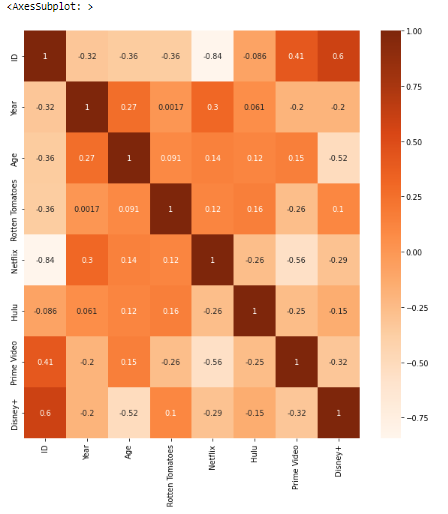 <AxesSubplot: >
ID 1 -0.32 -0.36 -0.36 -0.84 -0.086 0.41 0.6
Year -0.32 1 0.27 0.0017 0.3 0.061 -0.2 -0.2
Age -0.36 0.27 1 0.091 0.14 0.12 0.15 -0.52
Rotten Tomatoes -0.36 0.0017 0.091 1 0.12 0.16 -0.26 0.1
Netflix -0.84 0.3 0.14 0.12 1 -0.26 -0.56 -0.29
Hulu -0.086 0.061 0.12 0.16 -0.26 1 -0.25 -0.15
Prime Video 0.41 -0.2 0.15 -0.26 -0.56 -0.25 1 -0.32
Disney+ 0.6 -0.2 -0.52 0.1 -0.29 -0.15 -0.32 1
ID Year Age Rotten Tomatoes Netflix Hulu Prime Video Disney+
1.00
0.75
0.50
0.25
0.00
-0.25
-0.50
-0.75